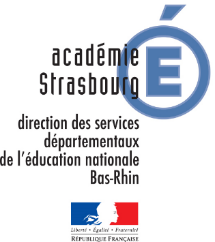 académie
Strasbourg
É
direction des services
départementaux
de l'éducation nationale
Bas-Rhin
Liberté • Égalité • Fraternité
RÉPUBLIQUE FRANÇAISE